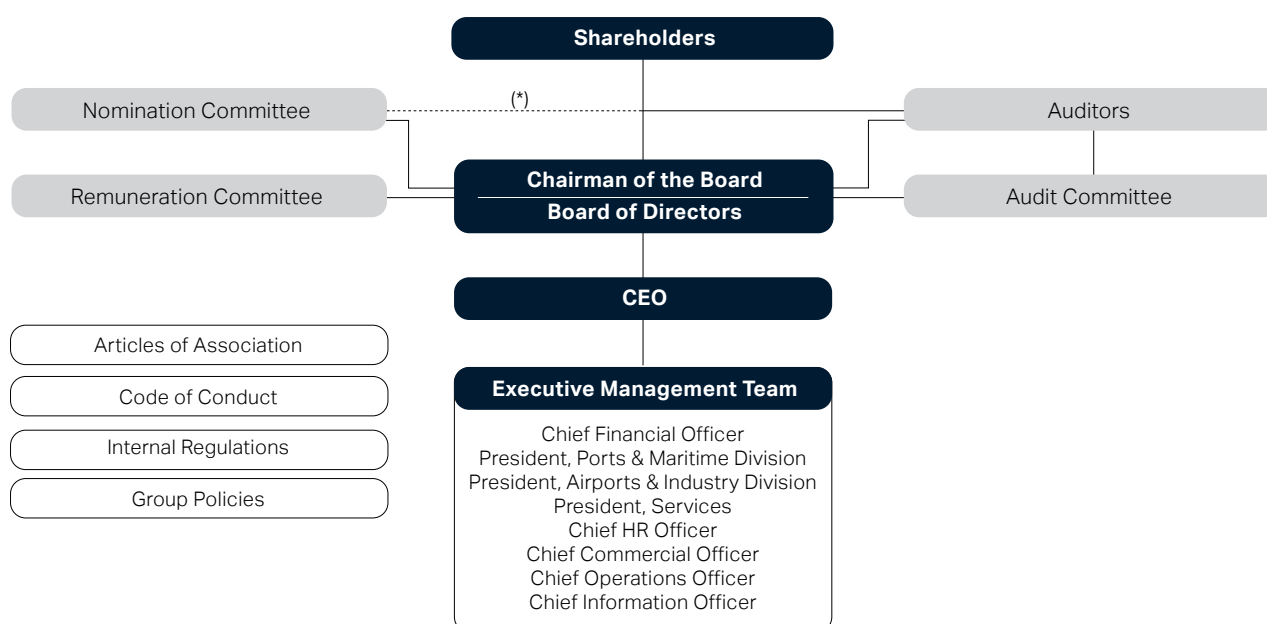 Shareholders
(*)
Nomination Committee
Auditors
Chairman of the Board
Remuneration Committee
Audit Committee
Board of Directors
CEO
Articles of Association
Code of Conduct
Internal Regulations
Group Policies
Executive Management Team
Chief Financial Officer
President, Ports & Maritime Division
President, Airports & Industry Division
President, Services
Chief HR Officer
Chief Commercial Officer
Chief Operations Officer
Chief Information Officer